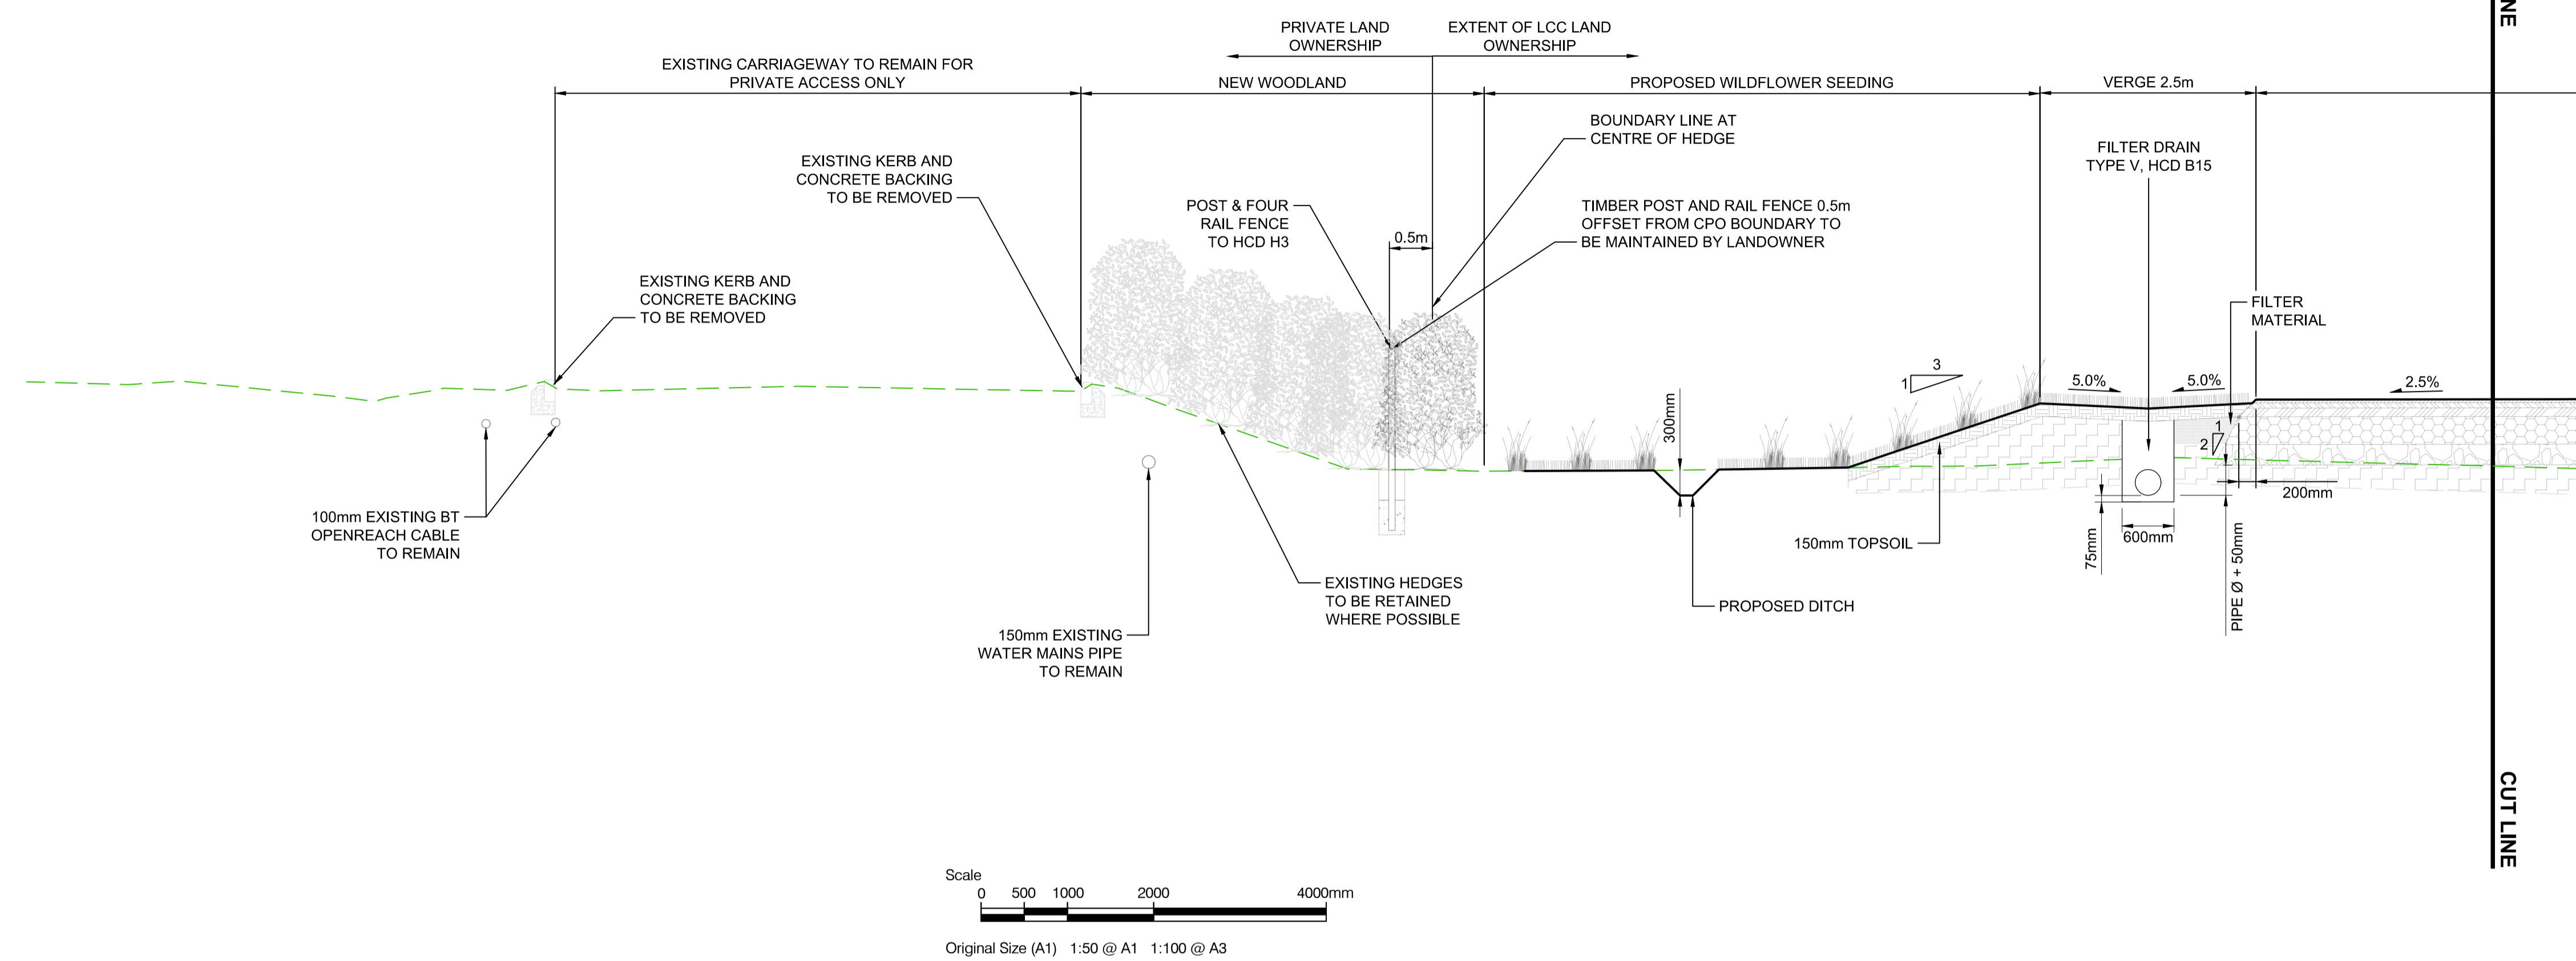 NE
PRIVATE LAND
OWNERSHIP
EXTENT OF LCC LAND
OWNERSHIP
EXISTING CARRIAGEWAY TO REMAIN FOR
PRIVATE ACCESS ONLY
NEW WOODLAND
PROPOSED WILDFLOWER SEEDING
VERGE 2.5m
BOUNDARY LINE AT
CENTRE OF HEDGE
FILTER DRAIN
TYPE V, HCD B15
EXISTING KERB AND
CONCRETE BACKING
TO BE REMOVED
POST & FOUR
RAIL FENCE
TO HCD H3
0.5m
TIMBER POST AND RAIL FENCE 0.5m
OFFSET FROM CPO BOUNDARY TO
BE MAINTAINED BY LANDOWNER
EXISTING KERB AND
CONCRETE BACKING
TO BE REMOVED
FILTER
MATERIAL
3
1
5.0%
5.0%
2.5%
300mm
1
2
200mm
100mm EXISTING BT
OPENREACH CABLE
TO REMAIN
150mm TOPSOIL
75mm
600mm
PIPE Ø + 50mm
EXISTING HEDGES
TO BE RETAINED
WHERE POSSIBLE
PROPOSED DITCH
150mm EXISTING
WATER MAINS PIPE
TO REMAIN
CUT LINE
Scale
0 500 1000 2000 4000mm
Original Size (A1) 1:50 @ A1 1:100 @ A3